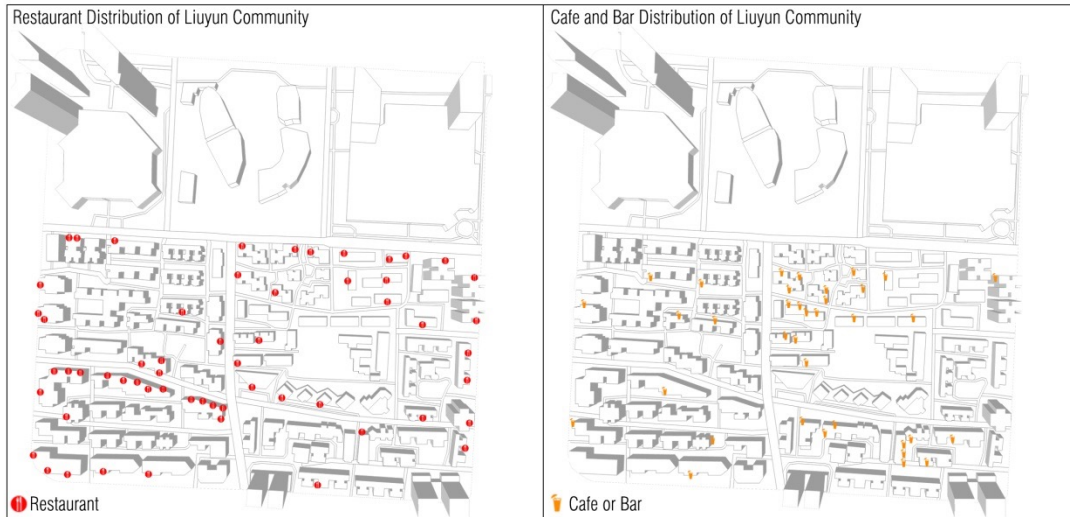 Restaurant Distribution of Liuyun Community
Cafe and Bar Distribution of Liuyun Community
Restaurant
Cafe or Bar